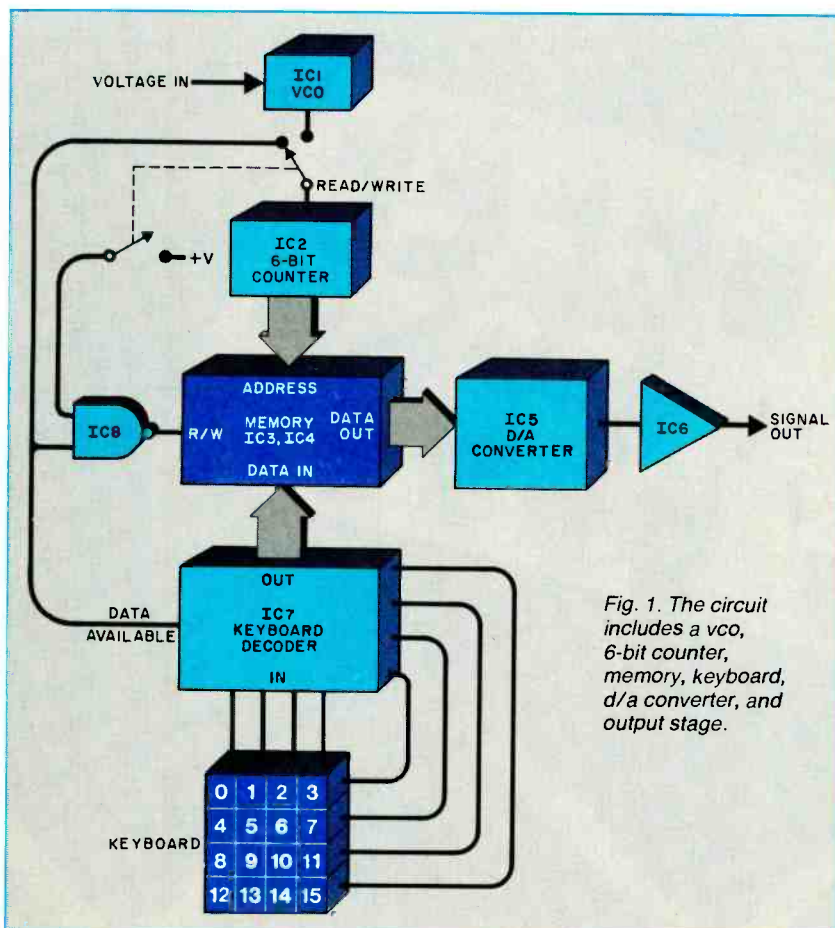 VOLTAGE IN
IC1
VCO
READ/WRITE
+V
IC2
6-BIT
COUNTER
ADDRESS
IC8
R/W
MEMORY
IC3, IC4
DATA
OUT
DATA IN
IC5
D/A
CONVERTER
IC6
SIGNAL
OUT
OUT
DATA
AVAILABLE
IC7
KEYBOARD
DECODER
IN
KEYBOARD
0 1 2 3
4 5 6 7
8 9 10 11
12 13 14 15
Fig. 1. The circuit
includes a vco,
6-bit counter,
memory, keyboard,
d/a converter, and
output stage.